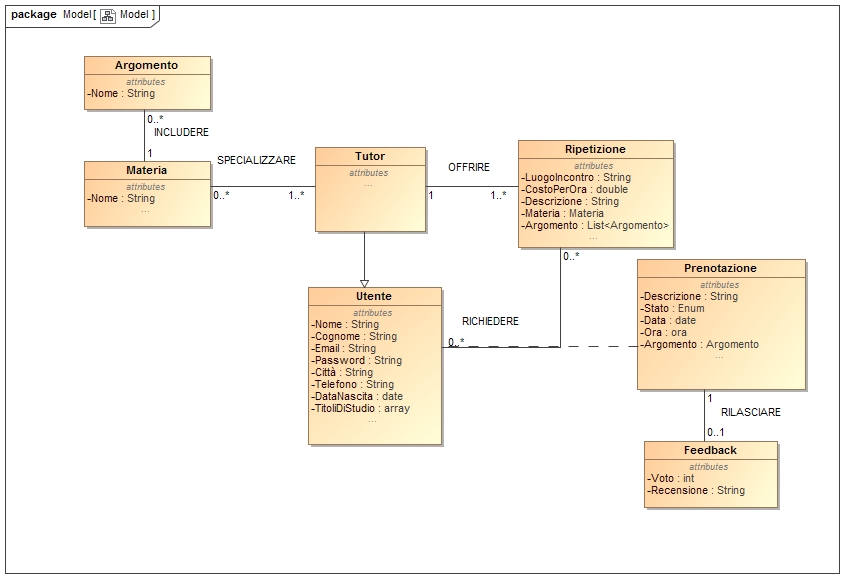 package Model [ Model ]
Argomento
attributes
-Nome : String
0..*
INCLUDERE
1
Materia
attributes
-Nome : String
...
SPECIALIZZARE
0..*
1..*
Tutor
attributes
...
OFFRIRE
1
1..*
Ripetizione
attributes
-LuogoIncontro : String
-CostoPerOra : double
-Descrizione : String
-Materia : Materia
-Argomento : List<Argomento>
...
0..*
RICHIEDERE
0..*
Utente
attributes
-Nome : String
-Cognome : String
-Email : String
-Password : String
-Città : String
-Telefono : String
-DataNascita : date
-TitoliDiStudio : array
...
Prenotazione
attributes
-Descrizione : String
-Stato : Enum
-Data : date
-Ora : ora
-Argomento : Argomento
...
1
RILASCIARE
0..1
Feedback
attributes
-Voto : int
-Recensione : String